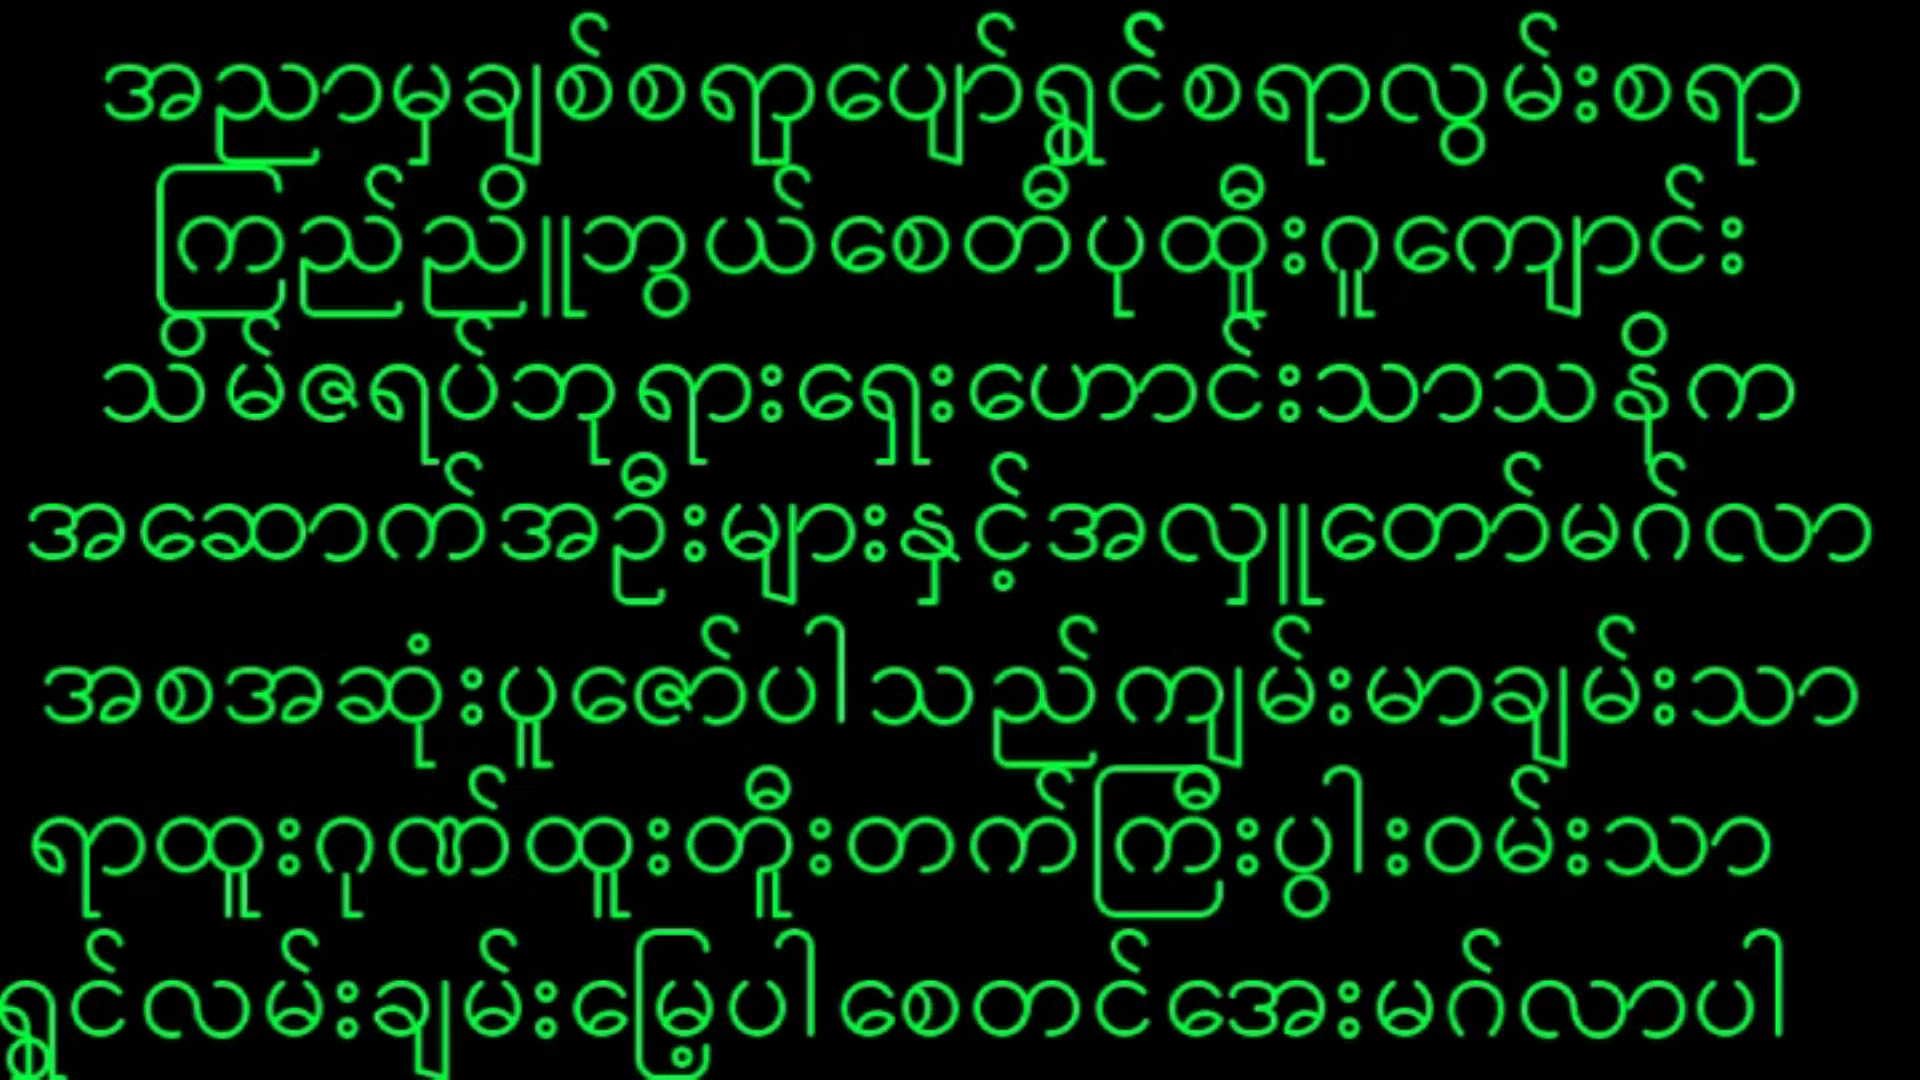 အညာမှချစ်စရာုပျော်ရွှင်စရာလွမ်းစရာ
ကြည်ညိူဘွယ်စေတီပုထိူးဂူကျောင်း
သိမ်ဇရပ်ဘုရားရှေးဟောင်းသာသနိုက
အဆောက်အဦးများနှင့်အလှူတော်မဂ်လာ
အစအဆုံးပူဇော်ပါသည်ကျမ်းမာချမ်းသာ
ရာထူးဂုဏ်ထူးတီူးတက်ကြီးပွါးဝမ်းသာ
ရွှင်လမ်းချမ်းမြေ့ပါစေတင်အေးမဂ်လာပါ